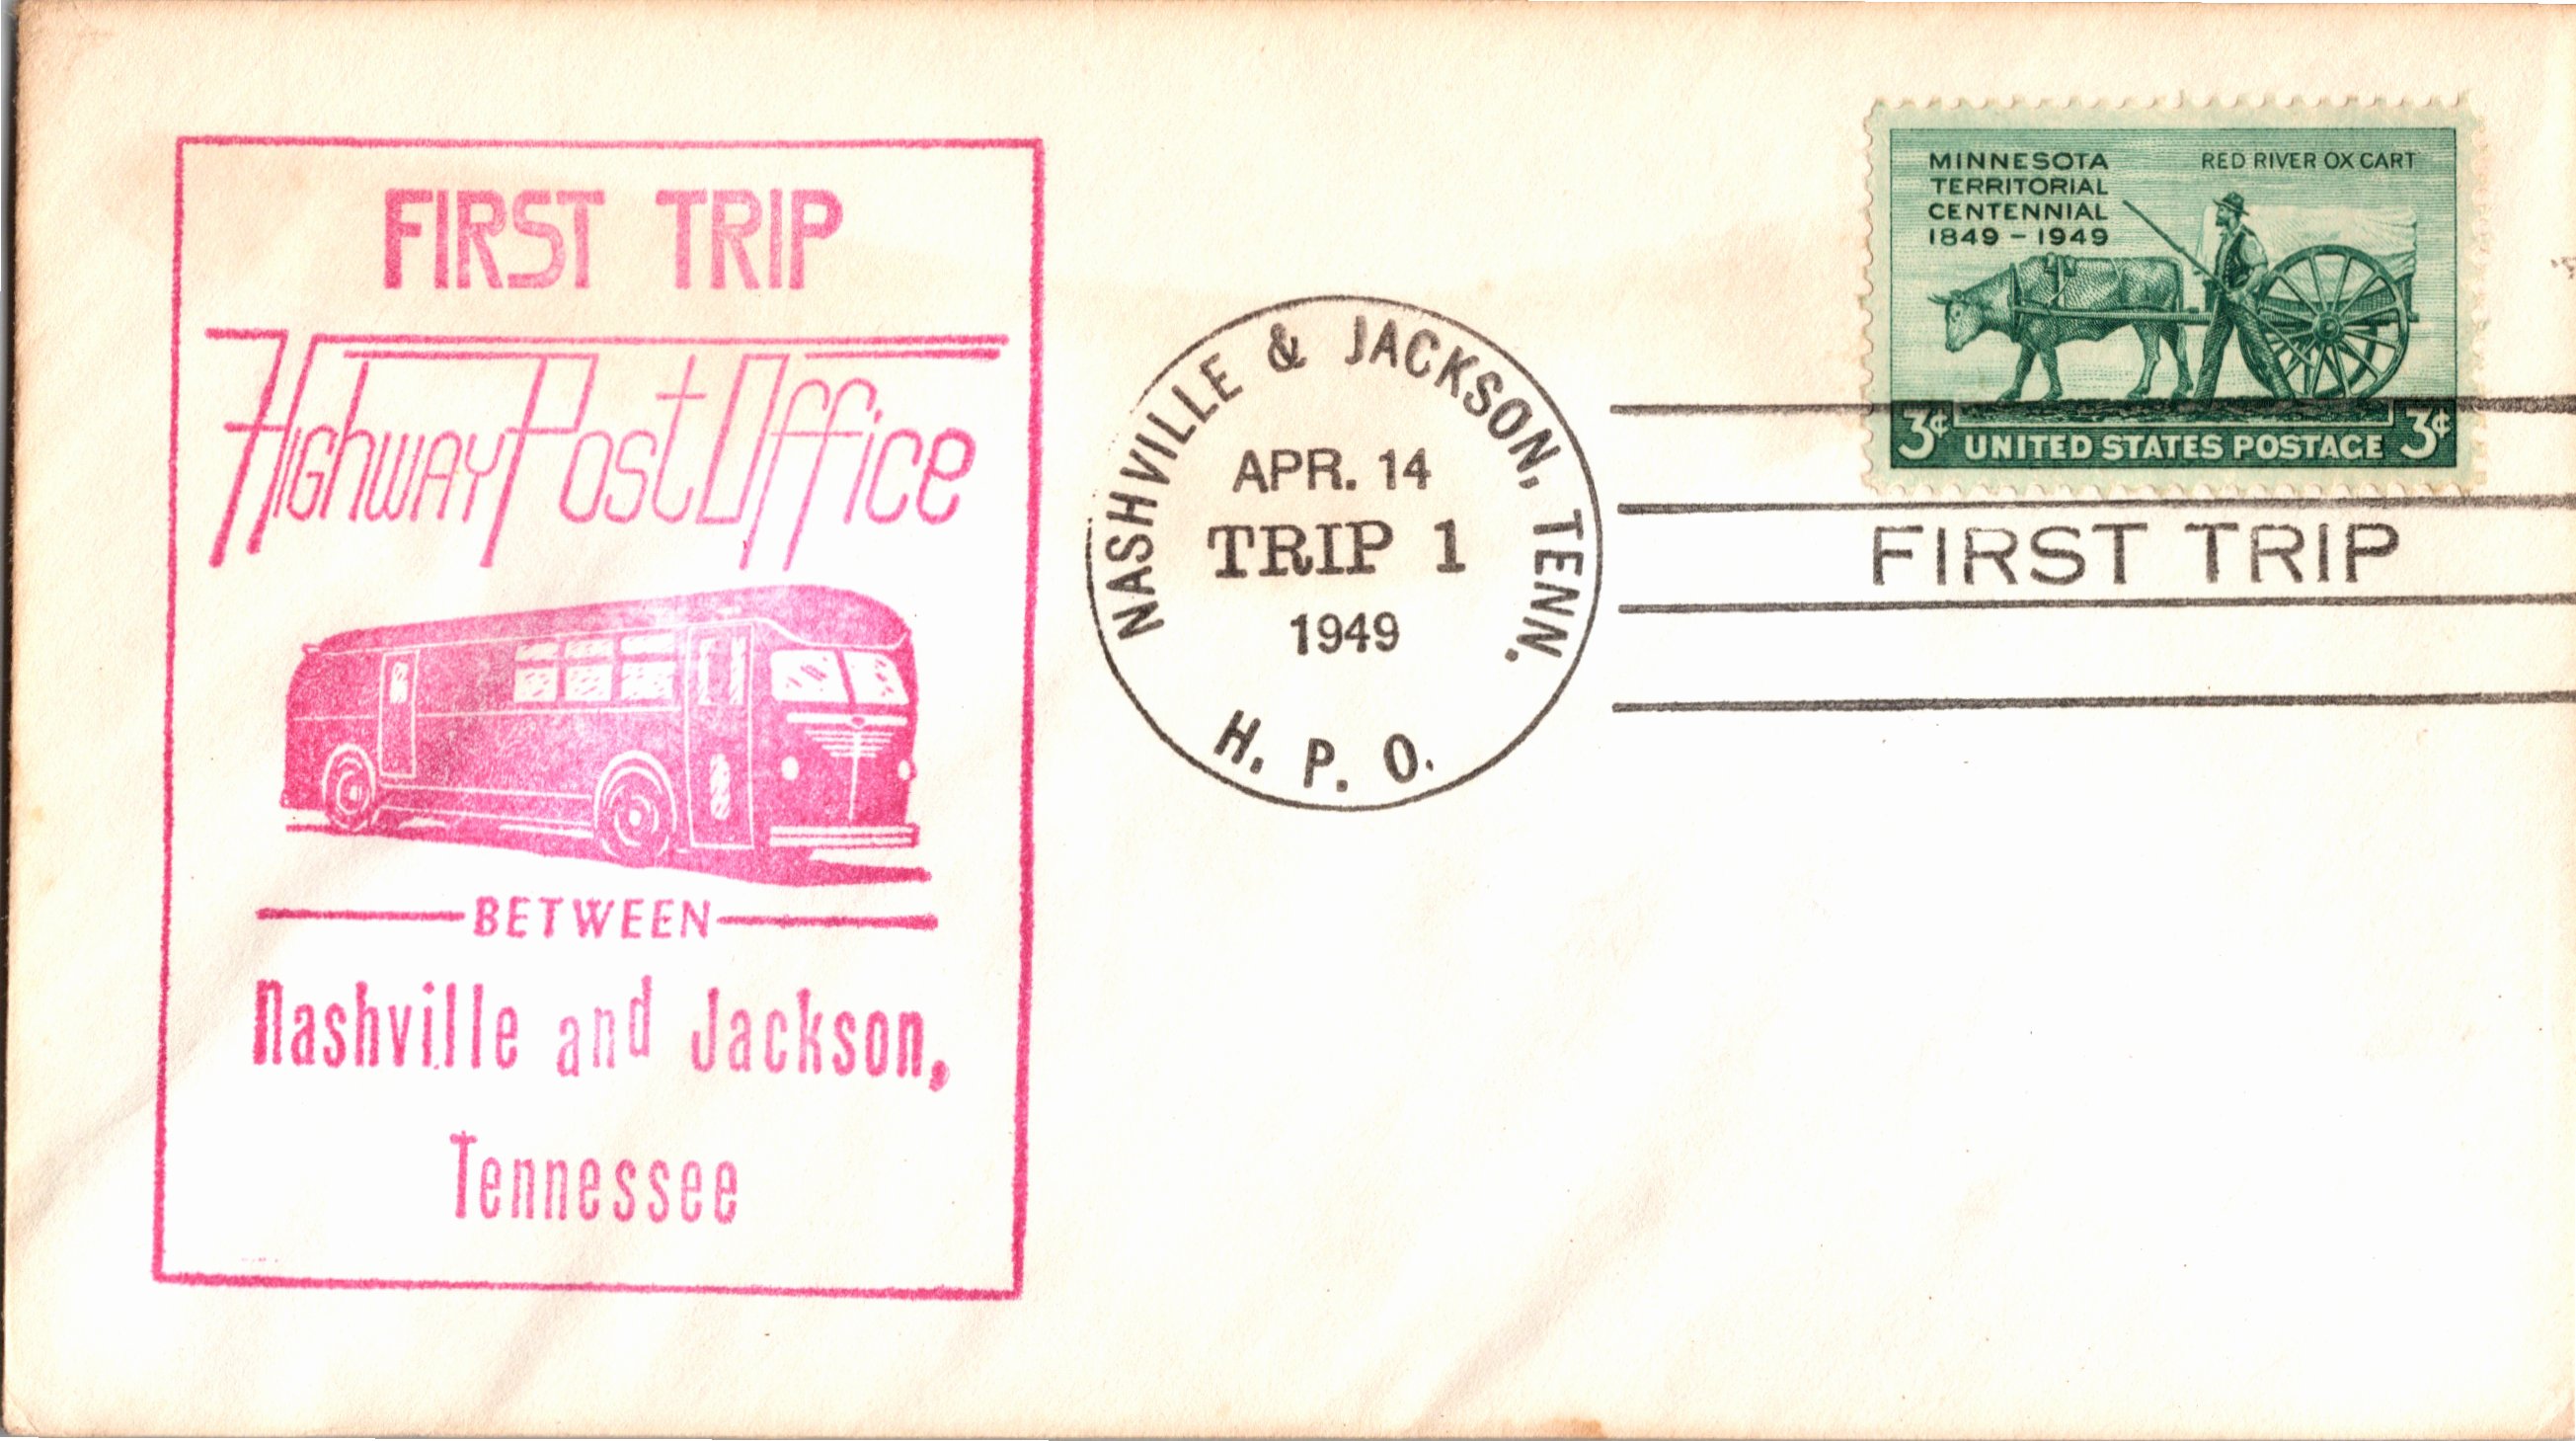 FIRST TRIP
Highway Post Office
BETWEEN
Nashville and Jackson,
Tennessee
NASHVILLE & JACKSON, TENN.
APR. 14
TRIP 1
1949
H. P. O.
MINNESOTA
TERRITORIAL
CENTENNIAL
1849 - 1949
RED RIVER OX CART
3¢ UNITED STATES POSTAGE 3¢
FIRST TRIP